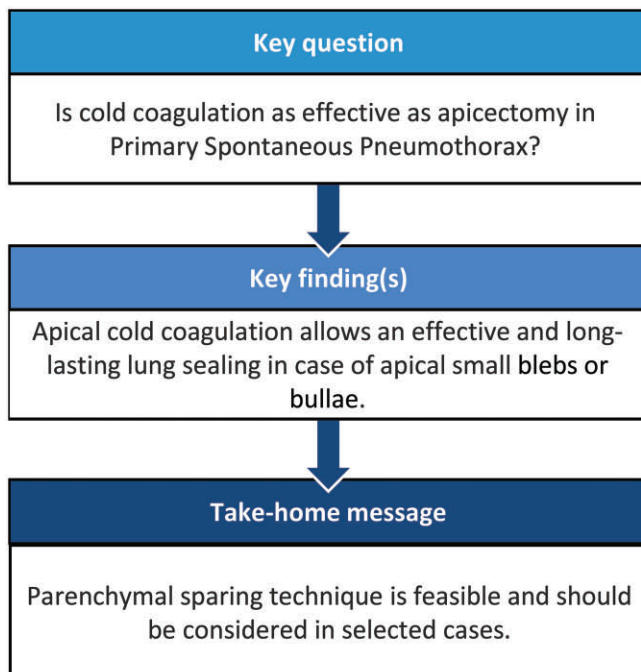 Key question
Is cold coagulation as effective as apicectomy in
Primary Spontaneous Pneumothorax?
Key finding(s)
Apical cold coagulation allows an effective and long-
lasting lung sealing in case of apical small blebs or
bullae.
Take-home message
Parenchymal sparing technique is feasible and should
be considered in selected cases.